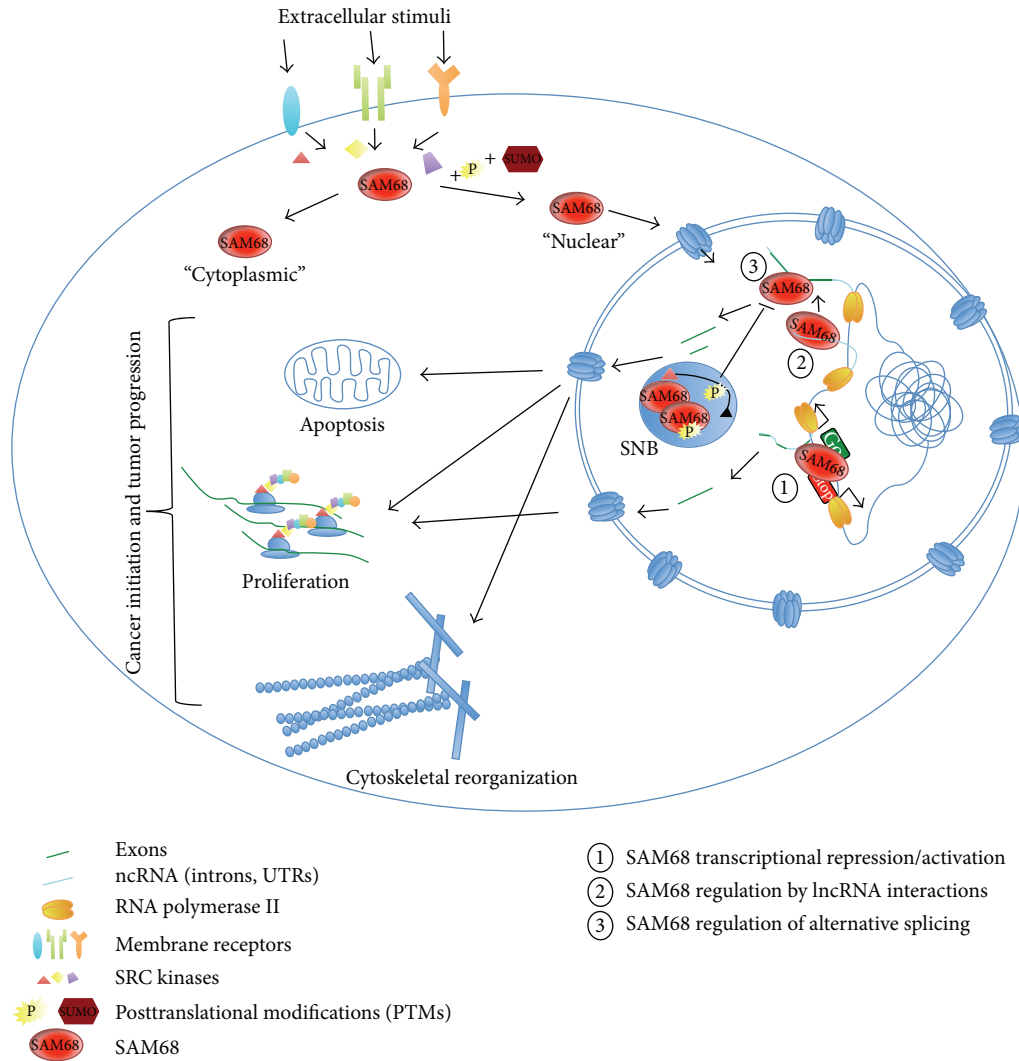 Extracellular stimuli
+ P + SUMO
SAM68
SAM68
"Nuclear"
SAM68
"Cytoplasmic"
3
SAM68
SAM68
2
P
SAM68
SAM68
P
SNB
Go
SAM68
Stop
1
Apoptosis
Proliferation
Cytoskeletal reorganization
Cancer initiation and tumor progression
Exons
ncRNA (introns, UTRs)
RNA polymerase II
Membrane receptors
SRC kinases
P SUMO Posttranslational modifications (PTMs)
SAM68 SAM68
1 SAM68 transcriptional repression/activation
2 SAM68 regulation by lncRNA interactions
3 SAM68 regulation of alternative splicing